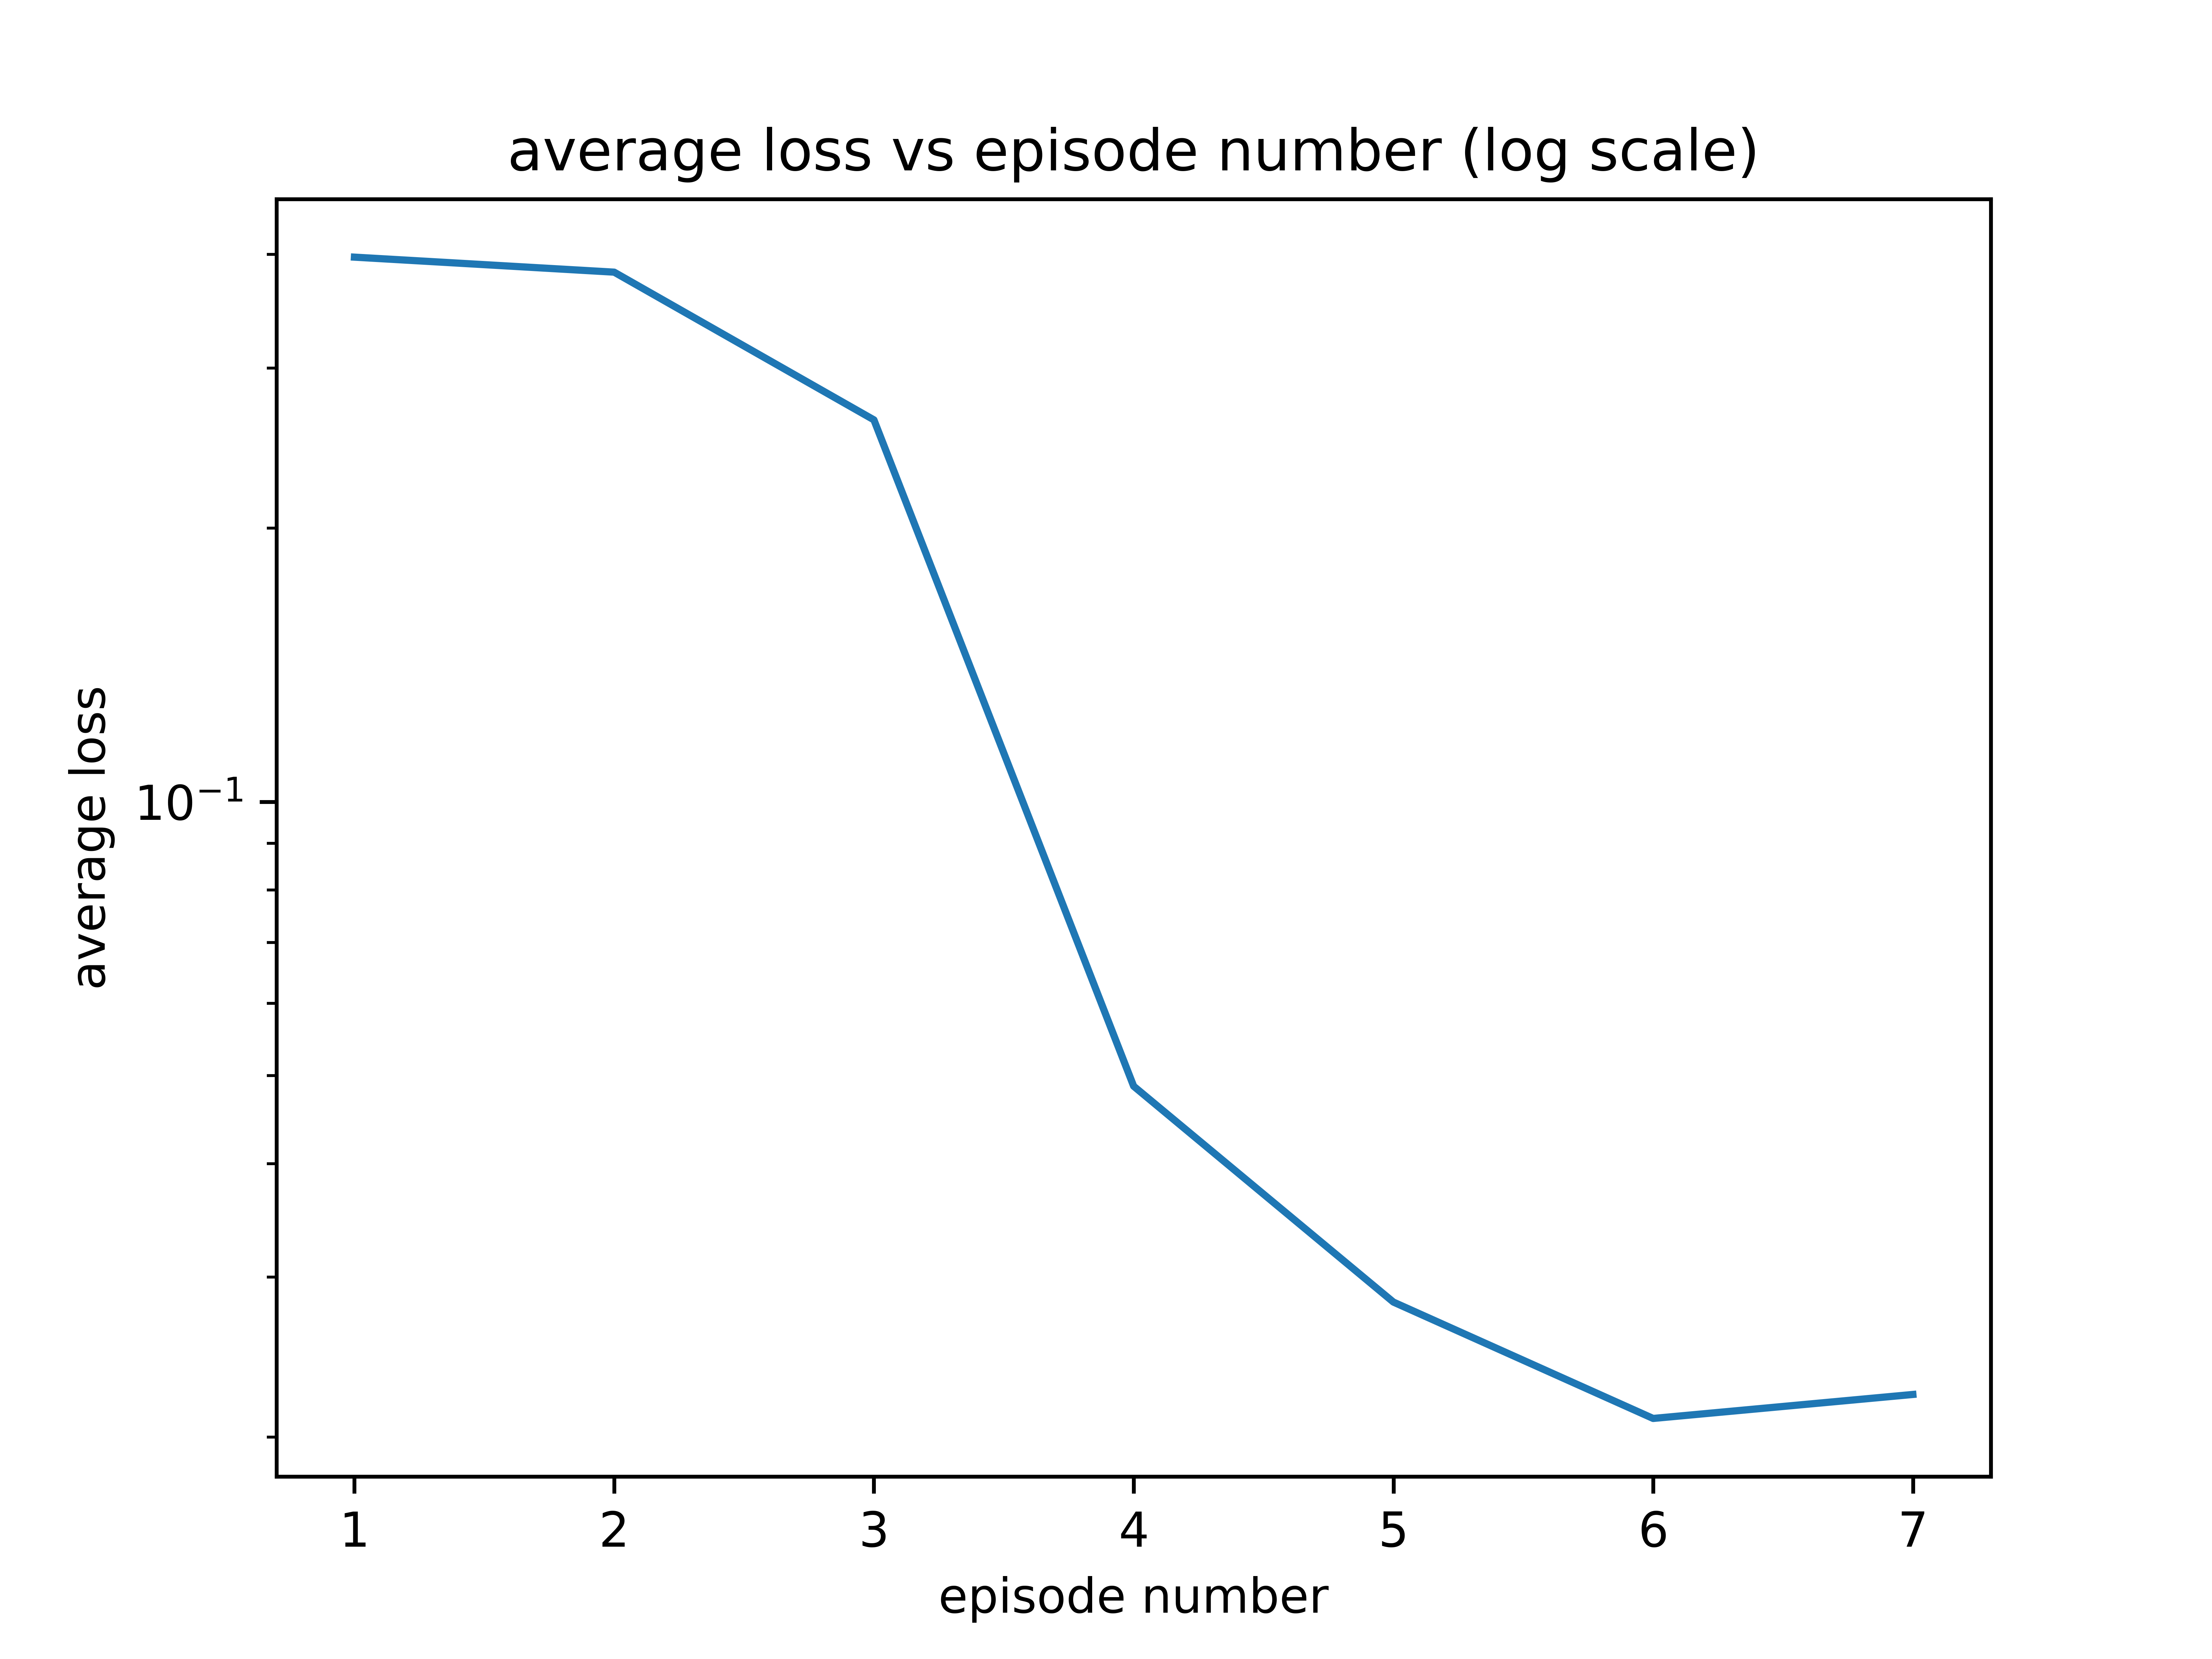 average loss vs episode number (log scale)
average loss
10⁻¹
1 2 3 4 5 6 7
episode number